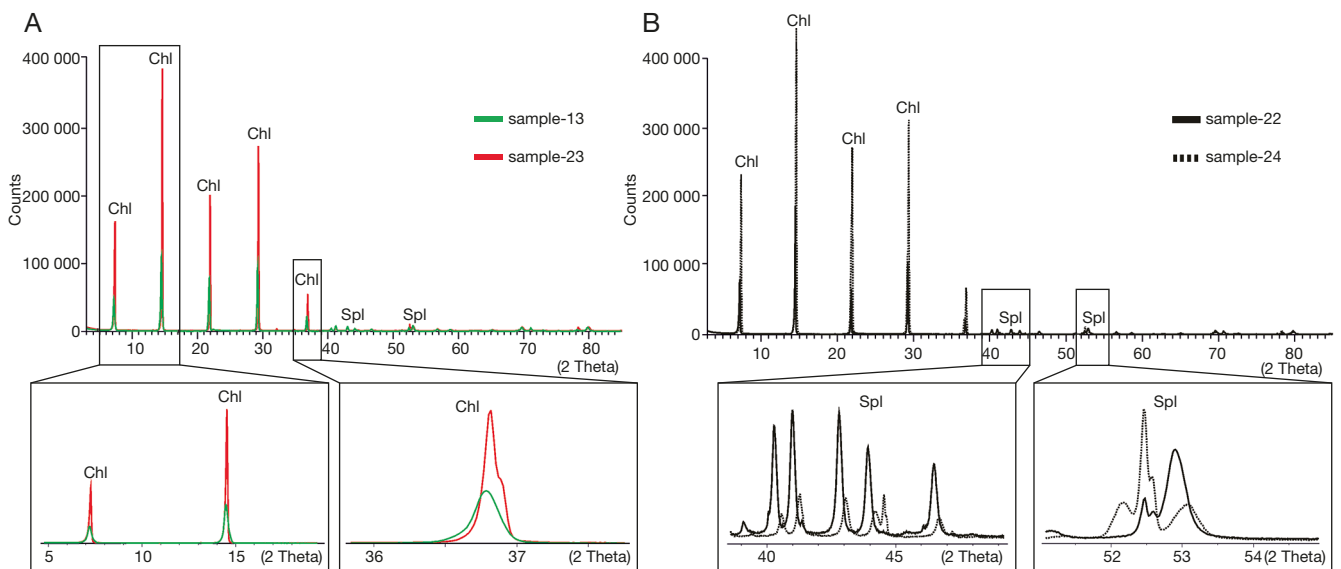 A
Counts
400 000
300 000
200 000
100 000
0
Chl
Chl
Chl
Chl
Chl
Spl
Spl
sample-13
sample-23
10 20 30 40 50 60 70 80
(2 Theta)
Chl
Chl
5 10 15 (2 Theta)
Chl
36 37 (2 Theta)
B
Counts
400 000
300 000
200 000
100 000
0
Chl
Chl
Chl
Chl
Spl
Spl
sample-22
sample-24
10 20 30 40 50 60 70 80
(2 Theta)
Spl
40 45 (2 Theta)
Spl
52 53 54 (2 Theta)